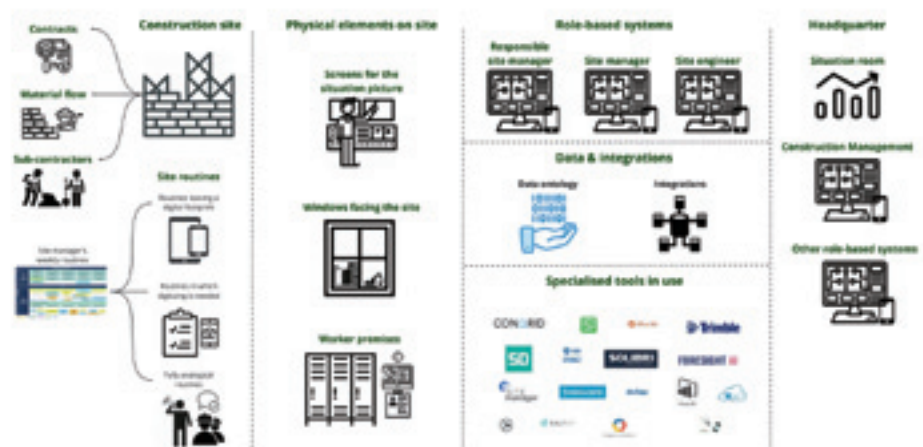 Construction site
Contracts
Material flow
Sub-contractors
Site routines
Routines leaving a
digital footprint
Site manager's
weekly routines
Routines in which
digitizing is needed
Fully analogical
routines
Physical elements on site
Screens for the
situation picture
Windows facing the site
Worker premises
Role-based systems
Responsible
site manager
Site manager
Site engineer
Data & integrations
Data ontology
Integrations
Specialised tools in use
CONGRID
Trimble
SOLIBRI
FORESIGHT
Headquarter
Situation room
Construction Management
Other role-based systems